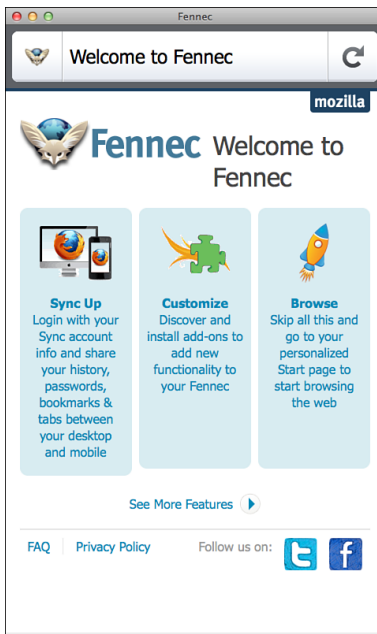 Fennec
Welcome to Fennec
mozilla
Fennec
Welcome to
Fennec
Sync Up
Login with your
Sync account
info and share
your history,
passwords,
bookmarks &
tabs between
your desktop
and mobile
Customize
Discover and
install add-ons to
add new
functionality to
your Fennec
Browse
Skip all this and
go to your
personalized
Start page to
start browsing
the web
See More Features
FAQ
Privacy Policy
Follow us on: